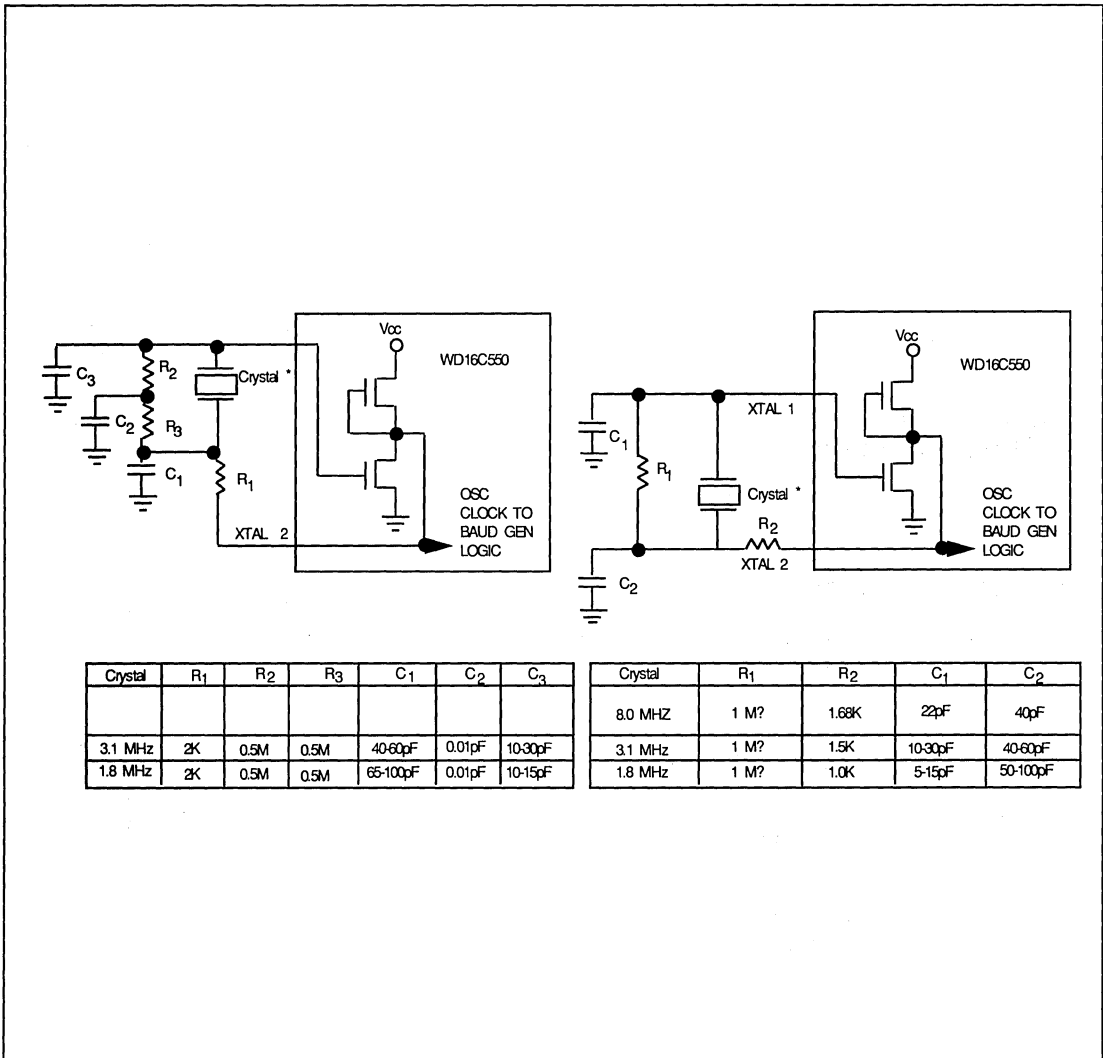 Vcc
WD16C550
C3
R2
Crystal *
C2
R3
C1
R1
XTAL 2
OSC
CLOCK TO
BAUD GEN
LOGIC
Vcc
WD16C550
XTAL 1
C1
R1
Crystal *
R2
XTAL 2
C2
OSC
CLOCK TO
BAUD GEN
LOGIC
Crystal R1 R2 R3 C1 C2 C3
3.1 MHz 2K 0.5M 0.5M 40-60pF 0.01pF 10-30pF
1.8 MHz 2K 0.5M 0.5M 65-100pF 0.01pF 10-15pF
Crystal R1 R2 C1 C2
8.0 MHZ 1 M? 1.68K 22pF 40pF
3.1 MHz 1 M? 1.5K 10-30pF 40-60pF
1.8 MHz 1 M? 1.0K 5-15pF 50-100pF